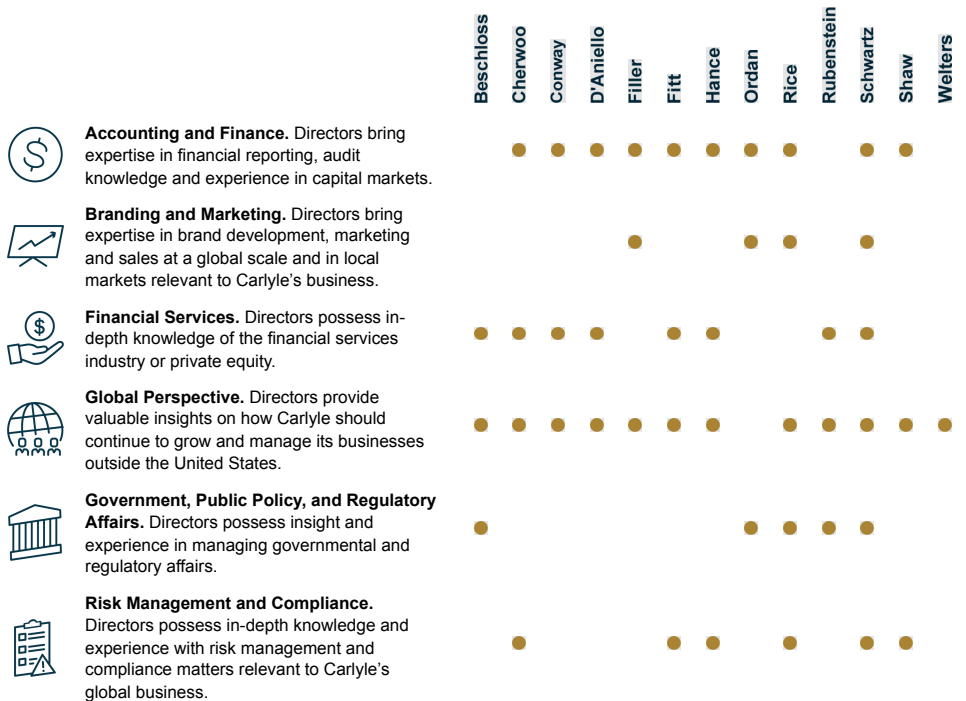 Beschloss
Cherwoo
Conway
D'Aniello
Filler
Fitt
Hance
Ordan
Rice
Rubenstein
Schwartz
Shaw
Welters
$
Accounting and Finance. Directors bring
expertise in financial reporting, audit
knowledge and experience in capital markets.
Branding and Marketing. Directors bring
expertise in brand development, marketing
and sales at a global scale and in local
markets relevant to Carlyle’s business.
$
Financial Services. Directors possess in-
depth knowledge of the financial services
industry or private equity.
Global Perspective. Directors provide
valuable insights on how Carlyle should
continue to grow and manage its businesses
outside the United States.
Government, Public Policy, and Regulatory
Affairs. Directors possess insight and
experience in managing governmental and
regulatory affairs.
Risk Management and Compliance.
Directors possess in-depth knowledge and
experience with risk management and
compliance matters relevant to Carlyle’s
global business.